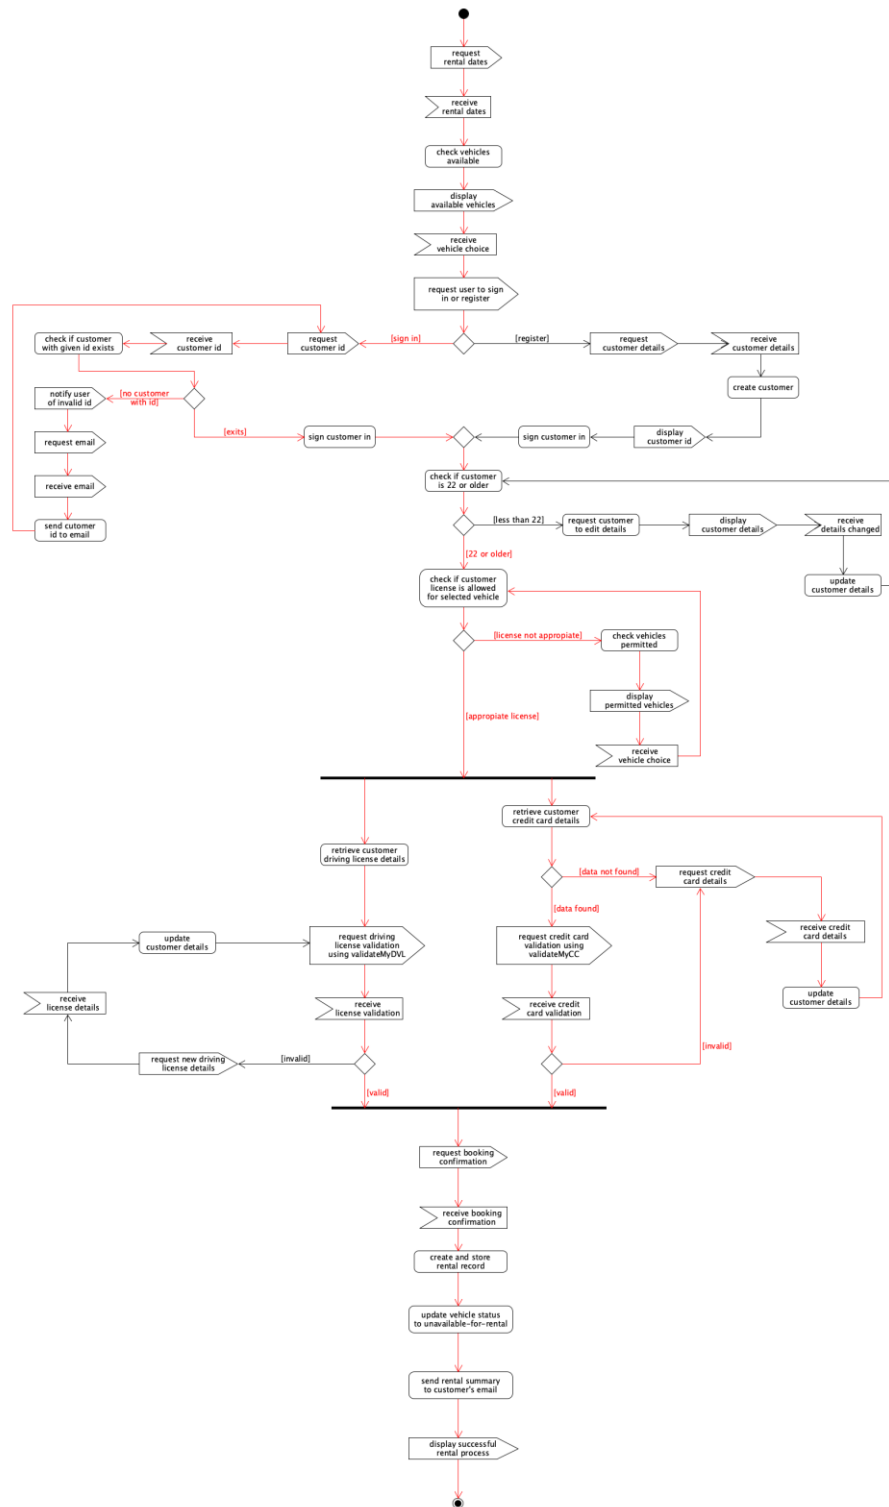 request
rental dates
receive
rental dates
check vehicles
available
display
available vehicles
receive
vehicle choice
request user to sign
in or register
check if customer
with given id exists
receive
customer id
request
customer id
[sign in]
[register]
request
customer details
receive
customer details
create customer
notify user
of invalid id
[no customer
with id]
request email
receive email
send cutomer
id to email
[exits]
sign customer in
sign customer in
display
customer id
check if customer
is 22 or older
[less than 22]
request customer
to edit details
display
customer details
receive
details changed
update
customer details
[22 or older]
check if customer
license is allowed
for selected vehicle
[license not appropiate]
check vehicles
permitted
display
permitted vehicles
receive
vehicle choice
[appropiate license]
retrieve customer
credit card details
retrieve customer
driving license details
[data not found]
request credit
card details
[data found]
update
customer details
request driving
license validation
using validateMyDVL
request credit card
validation using
validateMyCC
receive credit
card details
receive
license details
receive
license validation
receive credit
card validation
update
customer details
request new driving
license details
[invalid]
[invalid]
[valid]
[valid]
request booking
confirmation
receive booking
confirmation
create and store
rental record
update vehicle status
to unavailable-for-rental
send rental summary
to customer's email
display successful
rental process